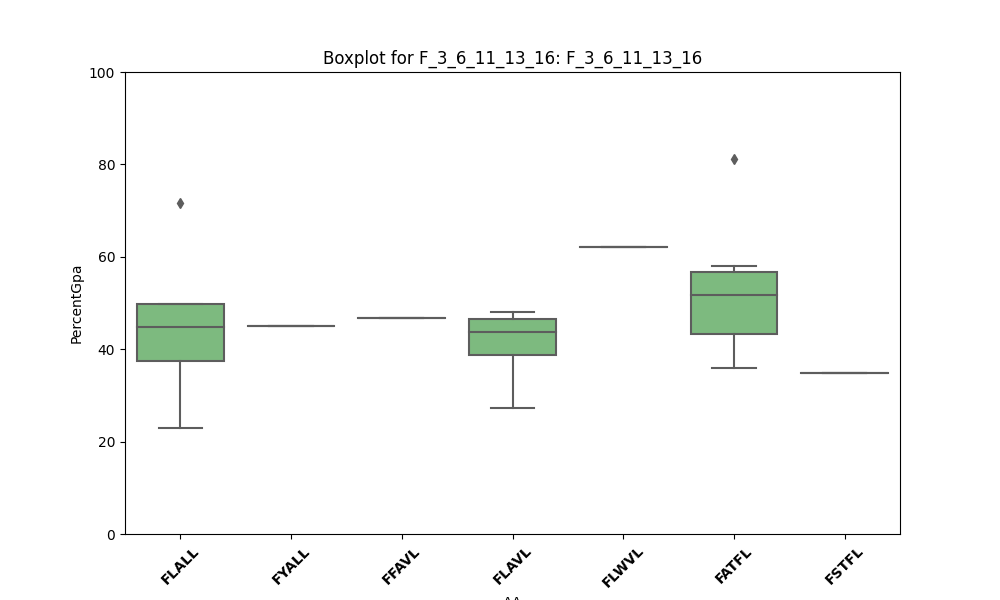 Boxplot for F_3_6_11_13_16: F_3_6_11_13_16
100
80
60
40
20
0
PercentGpa
FLALL
FYALL
FFAVL
FLAVL
FLWVL
FATFL
FSTFL